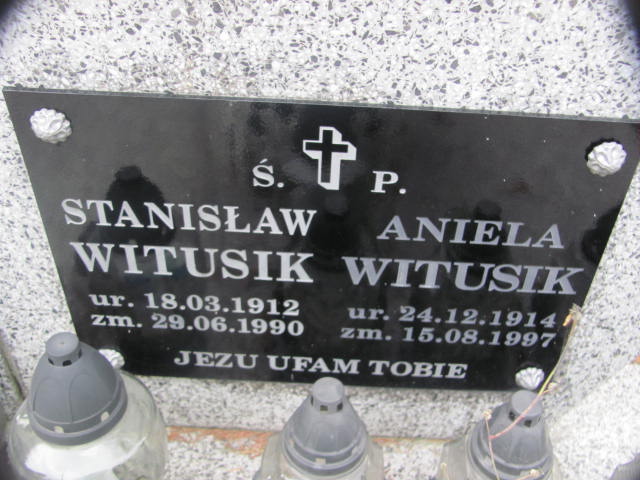 Ś. P.
STANISŁAW
WITUSIK
ur. 18.03.1912
zm. 29.06.1990
ANIELA
WITUSIK
ur. 24.12.1914
zm. 15.08.1997
JEZU UFAM TOBIE